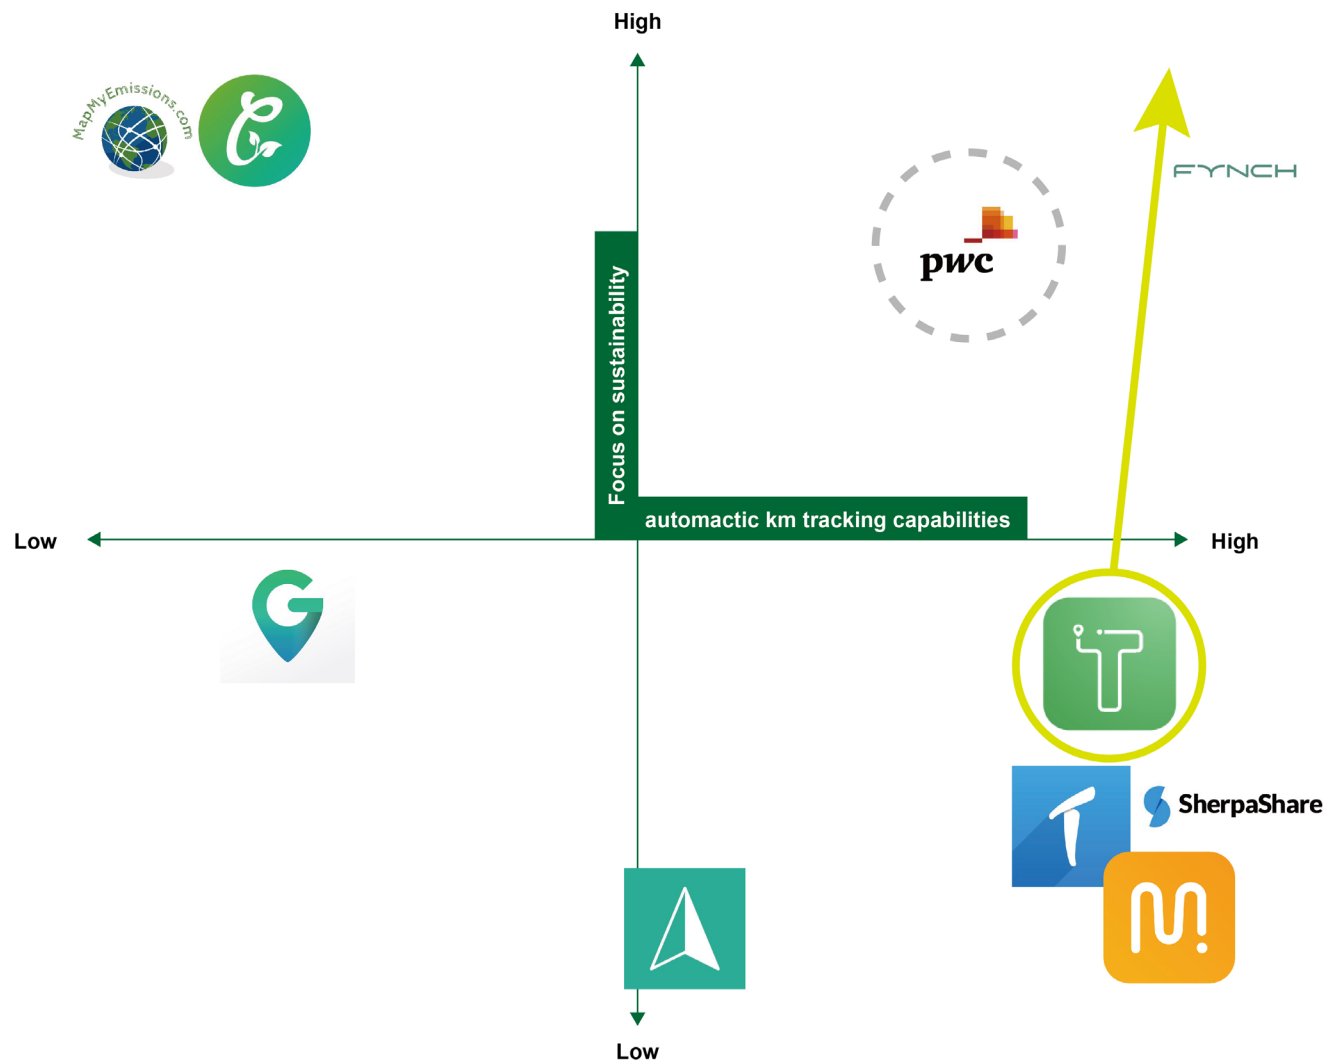 High
MapMyEmissions.com
FYNCH
pwc
Focus on sustainability
automactic km tracking capabilities
Low
High
SherpaShare
Low